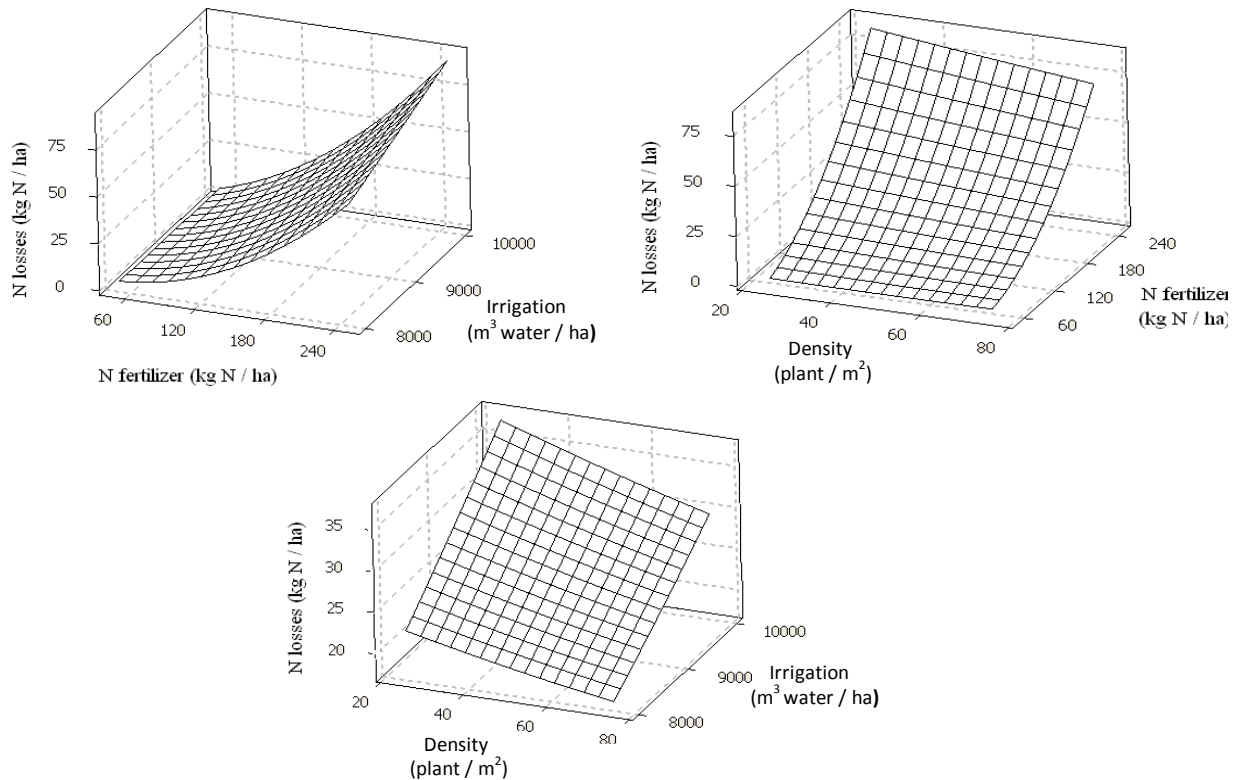 N losses (kg N / ha)
75
50
25
0
60
120
180
240
N fertilizer (kg N / ha)
8000
9000
10000
Irrigation
(m³ water / ha)
N losses (kg N / ha)
75
50
25
0
20
40
60
80
Density
(plant / m²)
60
120
180
240
N fertilizer
(kg N / ha)
N losses (kg N / ha)
35
30
25
20
20
40
60
80
Density
(plant / m²)
8000
9000
10000
Irrigation
(m³ water / ha)